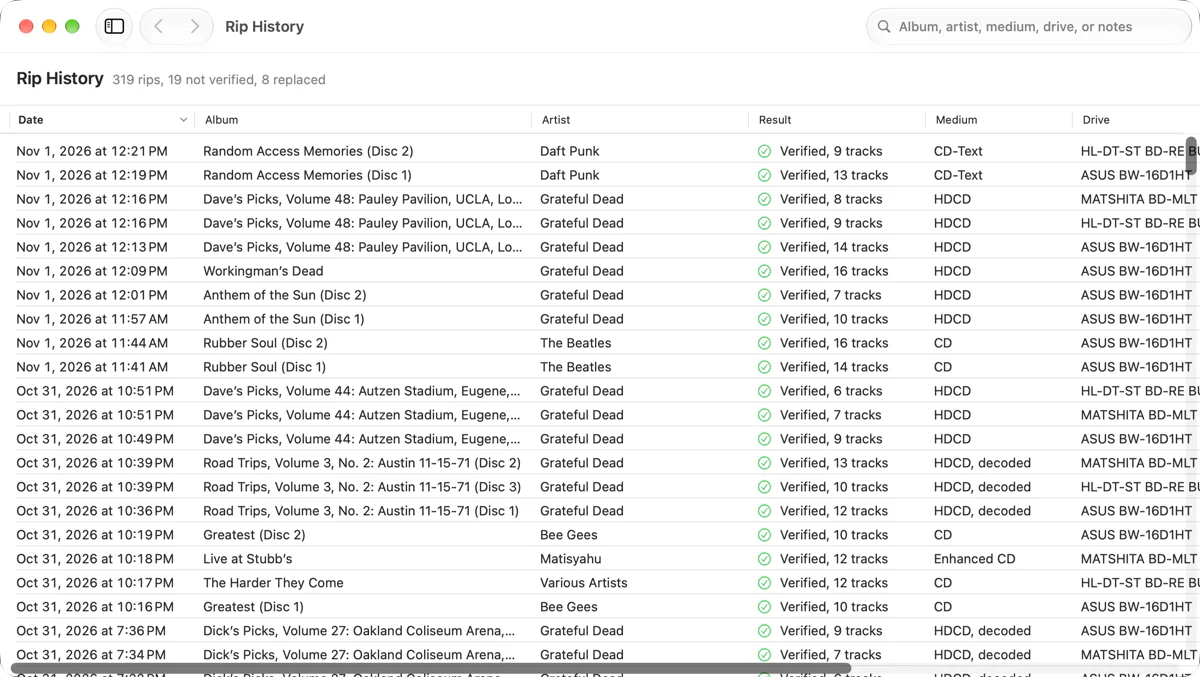 Rip History
Album, artist, medium, drive, or notes
Rip History 319 rips, 19 not verified, 8 replaced
Date Album Artist Result Medium Drive
Nov 1, 2026 at 12:21 PM Random Access Memories (Disc 2) Daft Punk Verified, 9 tracks CD-Text HL-DT-ST BD-RE BU
Nov 1, 2026 at 12:19 PM Random Access Memories (Disc 1) Daft Punk Verified, 13 tracks CD-Text ASUS BW-16D1HT
Nov 1, 2026 at 12:16 PM Dave's Picks, Volume 48: Pauley Pavilion, UCLA, Lo... Grateful Dead Verified, 8 tracks HDCD MATSHITA BD-MLT
Nov 1, 2026 at 12:16 PM Dave's Picks, Volume 48: Pauley Pavilion, UCLA, Lo... Grateful Dead Verified, 9 tracks HDCD HL-DT-ST BD-RE BU
Nov 1, 2026 at 12:13 PM Dave's Picks, Volume 48: Pauley Pavilion, UCLA, Lo... Grateful Dead Verified, 14 tracks HDCD ASUS BW-16D1HT
Nov 1, 2026 at 12:09 PM Workingman's Dead Grateful Dead Verified, 16 tracks HDCD ASUS BW-16D1HT
Nov 1, 2026 at 12:01 PM Anthem of the Sun (Disc 2) Grateful Dead Verified, 7 tracks HDCD ASUS BW-16D1HT
Nov 1, 2026 at 11:57 AM Anthem of the Sun (Disc 1) Grateful Dead Verified, 10 tracks HDCD ASUS BW-16D1HT
Nov 1, 2026 at 11:44 AM Rubber Soul (Disc 2) The Beatles Verified, 16 tracks CD ASUS BW-16D1HT
Nov 1, 2026 at 11:41 AM Rubber Soul (Disc 1) The Beatles Verified, 14 tracks CD ASUS BW-16D1HT
Oct 31, 2026 at 10:51 PM Dave's Picks, Volume 44: Autzen Stadium, Eugene,... Grateful Dead Verified, 6 tracks HDCD HL-DT-ST BD-RE BU
Oct 31, 2026 at 10:51 PM Dave's Picks, Volume 44: Autzen Stadium, Eugene,... Grateful Dead Verified, 7 tracks HDCD MATSHITA BD-MLT
Oct 31, 2026 at 10:49 PM Dave's Picks, Volume 44: Autzen Stadium, Eugene,... Grateful Dead Verified, 9 tracks HDCD ASUS BW-16D1HT
Oct 31, 2026 at 10:39 PM Road Trips, Volume 3, No. 2: Austin 11-15-71 (Disc 2) Grateful Dead Verified, 13 tracks HDCD, decoded MATSHITA BD-MLT
Oct 31, 2026 at 10:39 PM Road Trips, Volume 3, No. 2: Austin 11-15-71 (Disc 3) Grateful Dead Verified, 10 tracks HDCD, decoded HL-DT-ST BD-RE BU
Oct 31, 2026 at 10:36 PM Road Trips, Volume 3, No. 2: Austin 11-15-71 (Disc 1) Grateful Dead Verified, 12 tracks HDCD, decoded ASUS BW-16D1HT
Oct 31, 2026 at 10:19 PM Greatest (Disc 2) Bee Gees Verified, 10 tracks CD ASUS BW-16D1HT
Oct 31, 2026 at 10:18 PM Live at Stubb's Matisyahu Verified, 12 tracks Enhanced CD MATSHITA BD-MLT
Oct 31, 2026 at 10:17 PM The Harder They Come Various Artists Verified, 12 tracks CD HL-DT-ST BD-RE BU
Oct 31, 2026 at 10:16 PM Greatest (Disc 1) Bee Gees Verified, 10 tracks CD ASUS BW-16D1HT
Oct 31, 2026 at 7:36 PM Dick's Picks, Volume 27: Oakland Coliseum Arena,... Grateful Dead Verified, 9 tracks HDCD, decoded ASUS BW-16D1HT
Oct 31, 2026 at 7:34 PM Dick's Picks, Volume 27: Oakland Coliseum Arena,... Grateful Dead Verified, 7 tracks HDCD, decoded MATSHITA BD-MLT